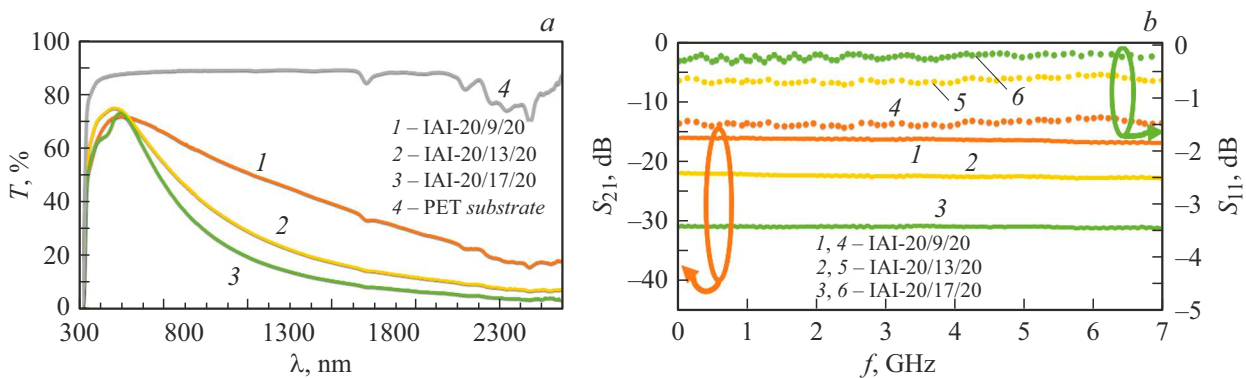 a
100
80
60
40
20
0
T, %
300
800
1300
1800
2300
λ, nm
4
1 – IAI-20/9/20
2 – IAI-20/13/20
3 – IAI-20/17/20
4 – PET substrate
1
2
3
b
0
–10
–20
–30
–40
S21, dB
0
–1
–2
–3
–4
–5
S11, dB
0
1
2
3
4
5
6
7
f, GHz
6
5
4
1
2
3
1, 4 – IAI-20/9/20
2, 5 – IAI-20/13/20
3, 6 – IAI-20/17/20